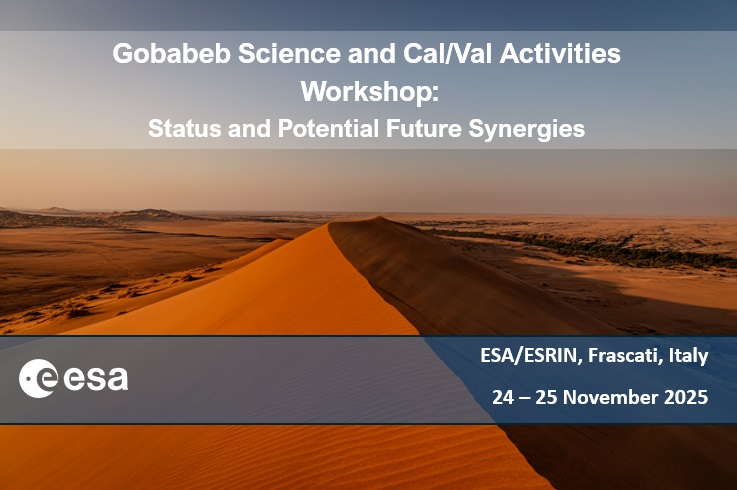 Gobabeb Science and Cal/Val Activities
Workshop:
Status and Potential Future Synergies
esa
ESA/ESRIN, Frascati, Italy
24 – 25 November 2025